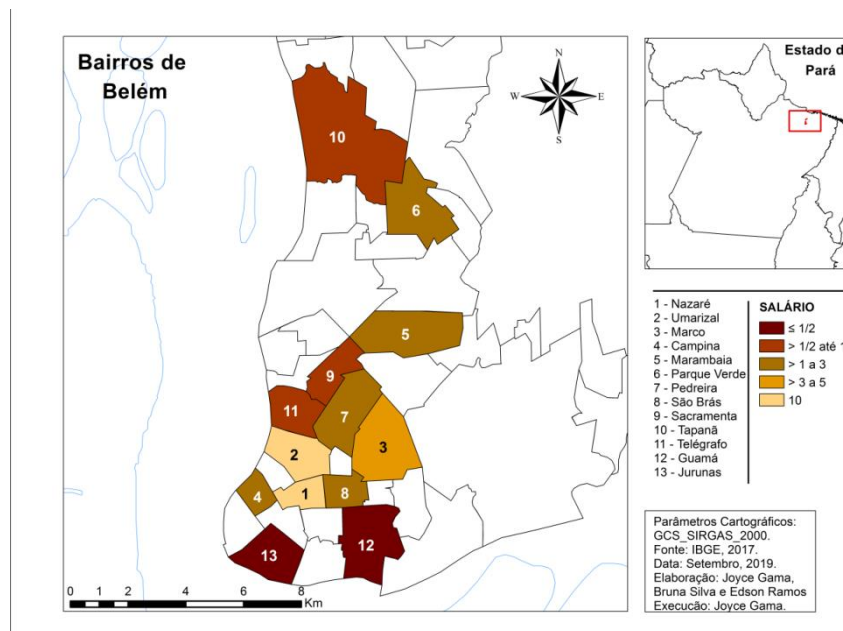 Bairros de
Belém
N
W
E
S
10
6
5
9
11
7
2
3
4
1
8
12
13
0
1
2
4
6
8
Km
Estado d
Pará
1 - Nazaré
2 - Umarizal
3 - Marco
4 - Campina
5 - Marambaia
6 - Parque Verde
7 - Pedreira
8 - São Brás
9 - Sacramenta
10 - Tapanã
11 - Telégrafo
12 - Guamá
13 - Jurunas
SALÁRIO
≤ 1/2
> 1/2 até 1
> 1 a 3
> 3 a 5
10
Parâmetros Cartográficos:
GCS_SIRGAS_2000.
Fonte: IBGE, 2017.
Data: Setembro, 2019.
Elaboração: Joyce Gama,
Bruna Silva e Edson Ramos
Execucão: Joyce Gama.